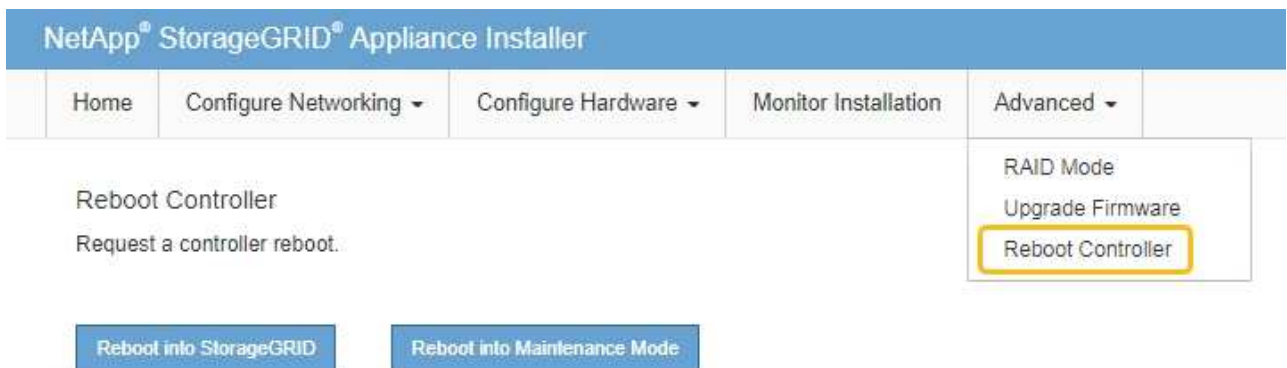 NetApp® StorageGRID® Appliance Installer
Home Configure Networking Configure Hardware Monitor Installation Advanced
RAID Mode
Upgrade Firmware
Reboot Controller
Reboot Controller
Request a controller reboot.
Reboot into StorageGRID Reboot into Maintenance Mode